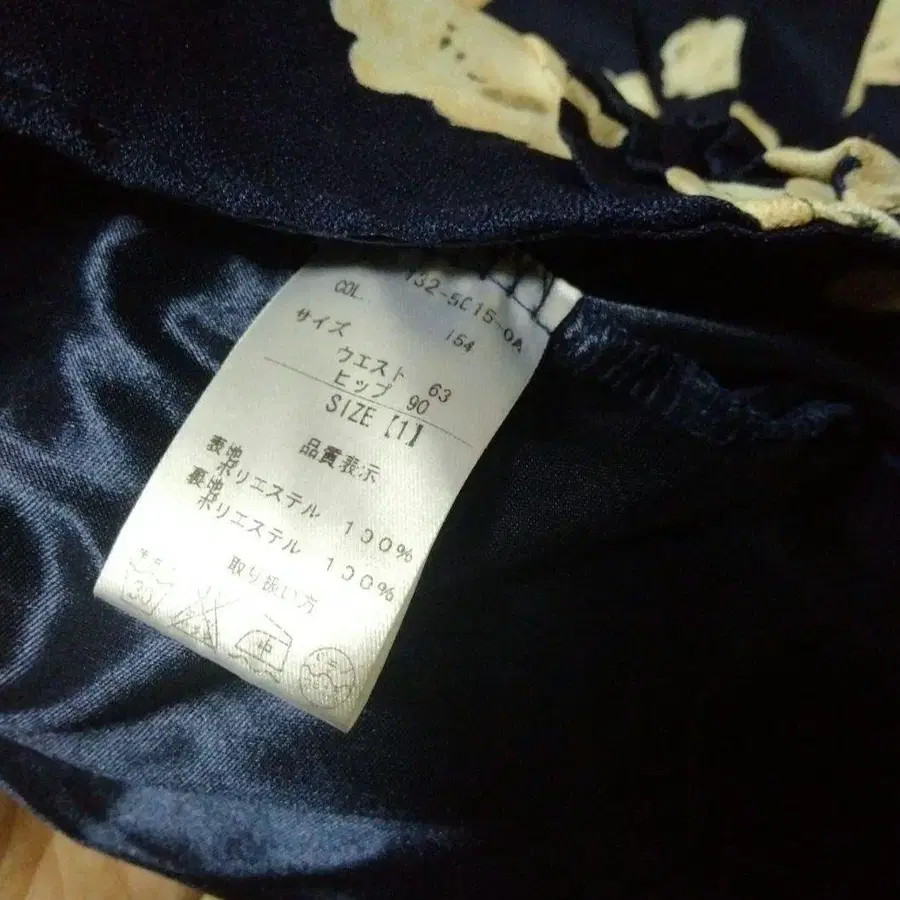 132-5C15-0A
COL. 154
サイズ
ウエスト 63
ヒップ 90
SIZE【1】
品質表示
表地
ポリエステル 100%
裏地
ポリエステル 100%
取り扱い方
30
中